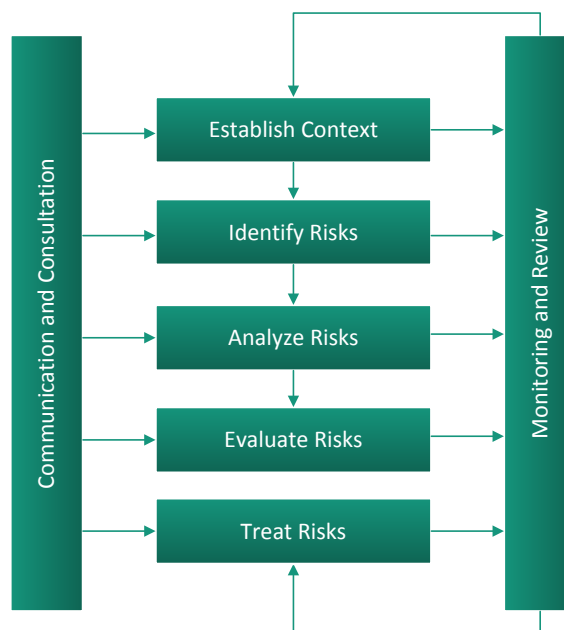 Communication and Consultation
Establish Context
Identify Risks
Analyze Risks
Evaluate Risks
Treat Risks
Monitoring and Review